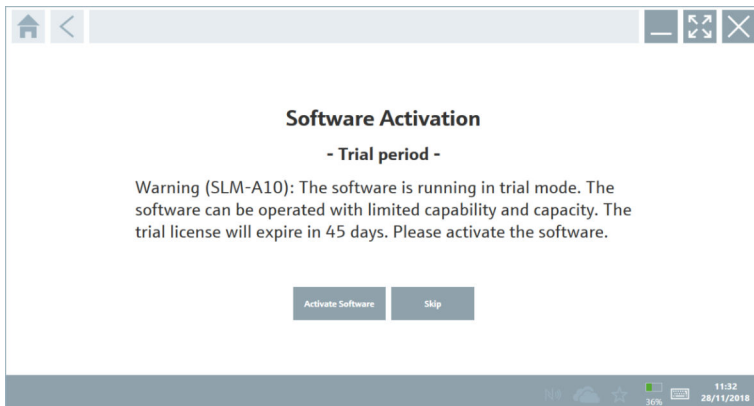 Software Activation
- Trial period -
Warning (SLM-A10): The software is running in trial mode. The
software can be operated with limited capability and capacity. The
trial license will expire in 45 days. Please activate the software.
Activate Software Skip
36%
11:32
28/11/2018